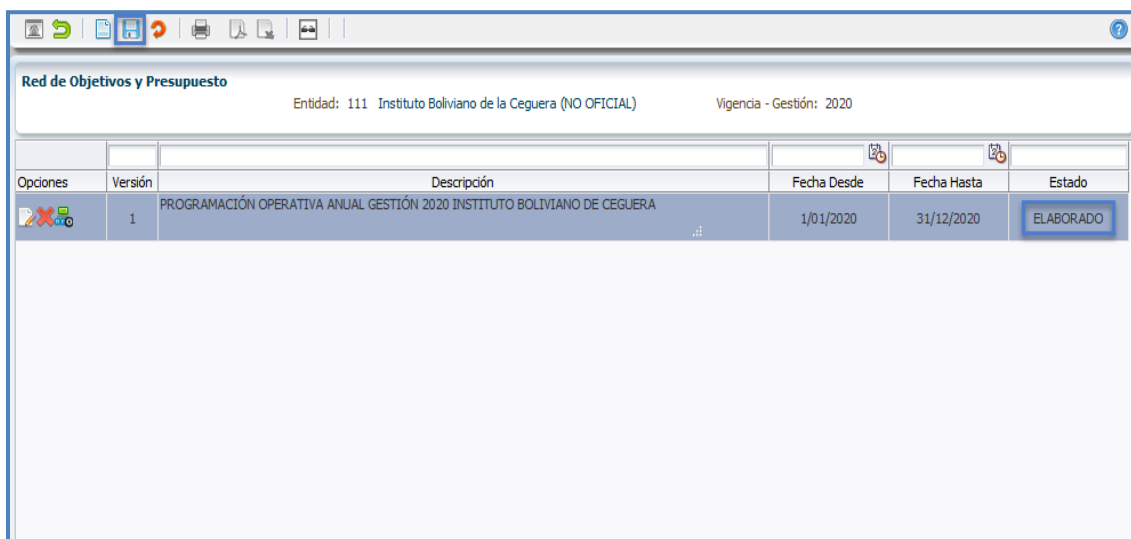 Red de Objetivos y Presupuesto
Entidad: 111 Instituto Boliviano de la Ceguera (NO OFICIAL) Vigencia - Gestión: 2020
Opciones Versión Descripción Fecha Desde Fecha Hasta Estado
1 PROGRAMACIÓN OPERATIVA ANUAL GESTIÓN 2020 INSTITUTO BOLIVIANO DE CEGUERA 1/01/2020 31/12/2020 ELABORADO